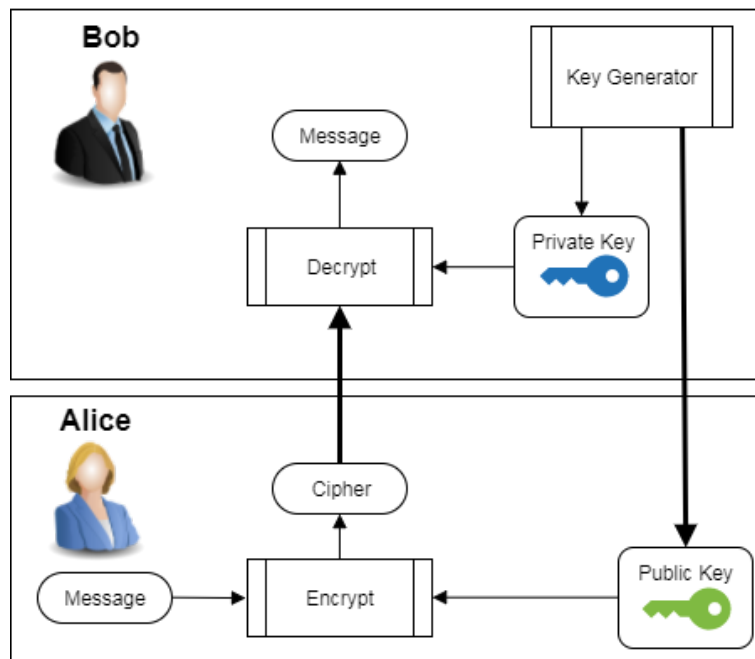 Bob
Key Generator
Message
Private Key
Decrypt
Alice
Cipher
Public Key
Message
Encrypt